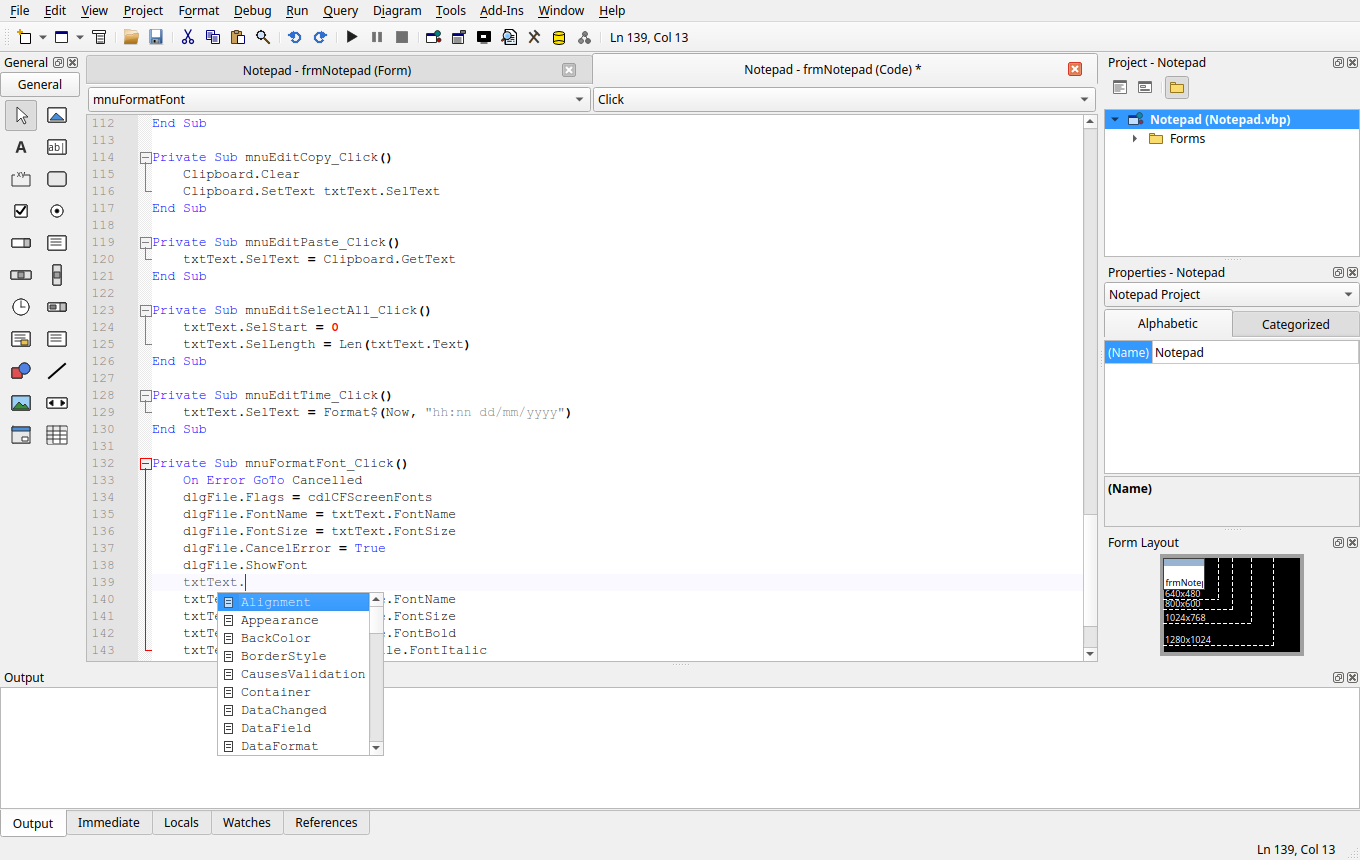 File Edit View Project Format Debug Run Query Diagram Tools Add-Ins Window Help
Ln 139, Col 13
General
General
A
ab|
xy
Notepad - frmNotepad (Form)
Notepad - frmNotepad (Code) *
mnuFormatFont
Click
112 End Sub
113
114 Private Sub mnuEditCopy_Click()
115 Clipboard.Clear
116 Clipboard.SetText txtText.SelText
117 End Sub
118
119 Private Sub mnuEditPaste_Click()
120 txtText.SelText = Clipboard.GetText
121 End Sub
122
123 Private Sub mnuEditSelectAll_Click()
124 txtText.SelStart = 0
125 txtText.SelLength = Len(txtText.Text)
126 End Sub
127
128 Private Sub mnuEditTime_Click()
129 txtText.SelText = Format$(Now, "hh:nn dd/mm/yyyy")
130 End Sub
131
132 Private Sub mnuFormatFont_Click()
133 On Error GoTo Cancelled
134 dlgFile.Flags = cdlCFScreenFonts
135 dlgFile.FontName = txtText.FontName
136 dlgFile.FontSize = txtText.FontSize
137 dlgFile.CancelError = True
138 dlgFile.ShowFont
139 txtText.
140 txtTe e.FontName
141 txtTe e.FontSize
142 txtTe e.FontBold
143 txtTe le.FontItalic
Alignment
Appearance
BackColor
BorderStyle
CausesValidation
Container
DataChanged
DataField
DataFormat
Project - Notepad
Notepad (Notepad.vbp)
Forms
Properties - Notepad
Notepad Project
Alphabetic
Categorized
(Name) Notepad
(Name)
Form Layout
frmNotep
640x480
800x600
1024x768
1280x1024
Output
Output Immediate Locals Watches References
Ln 139, Col 13